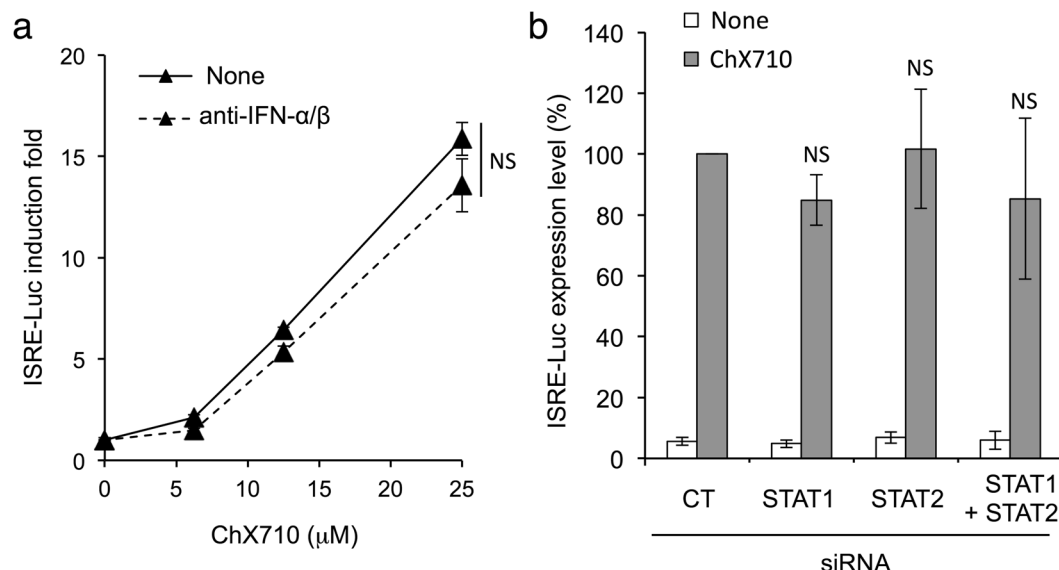 a
ISRE-Luc induction fold
20
15
10
5
0
None
anti-IFN-α/β
NS
0
5
10
15
20
25
ChX710 (μM)
b
ISRE-Luc expression level (%)
140
120
100
80
60
40
20
0
None
ChX710
NS
NS
NS
CT
STAT1
STAT2
STAT1
+ STAT2
siRNA